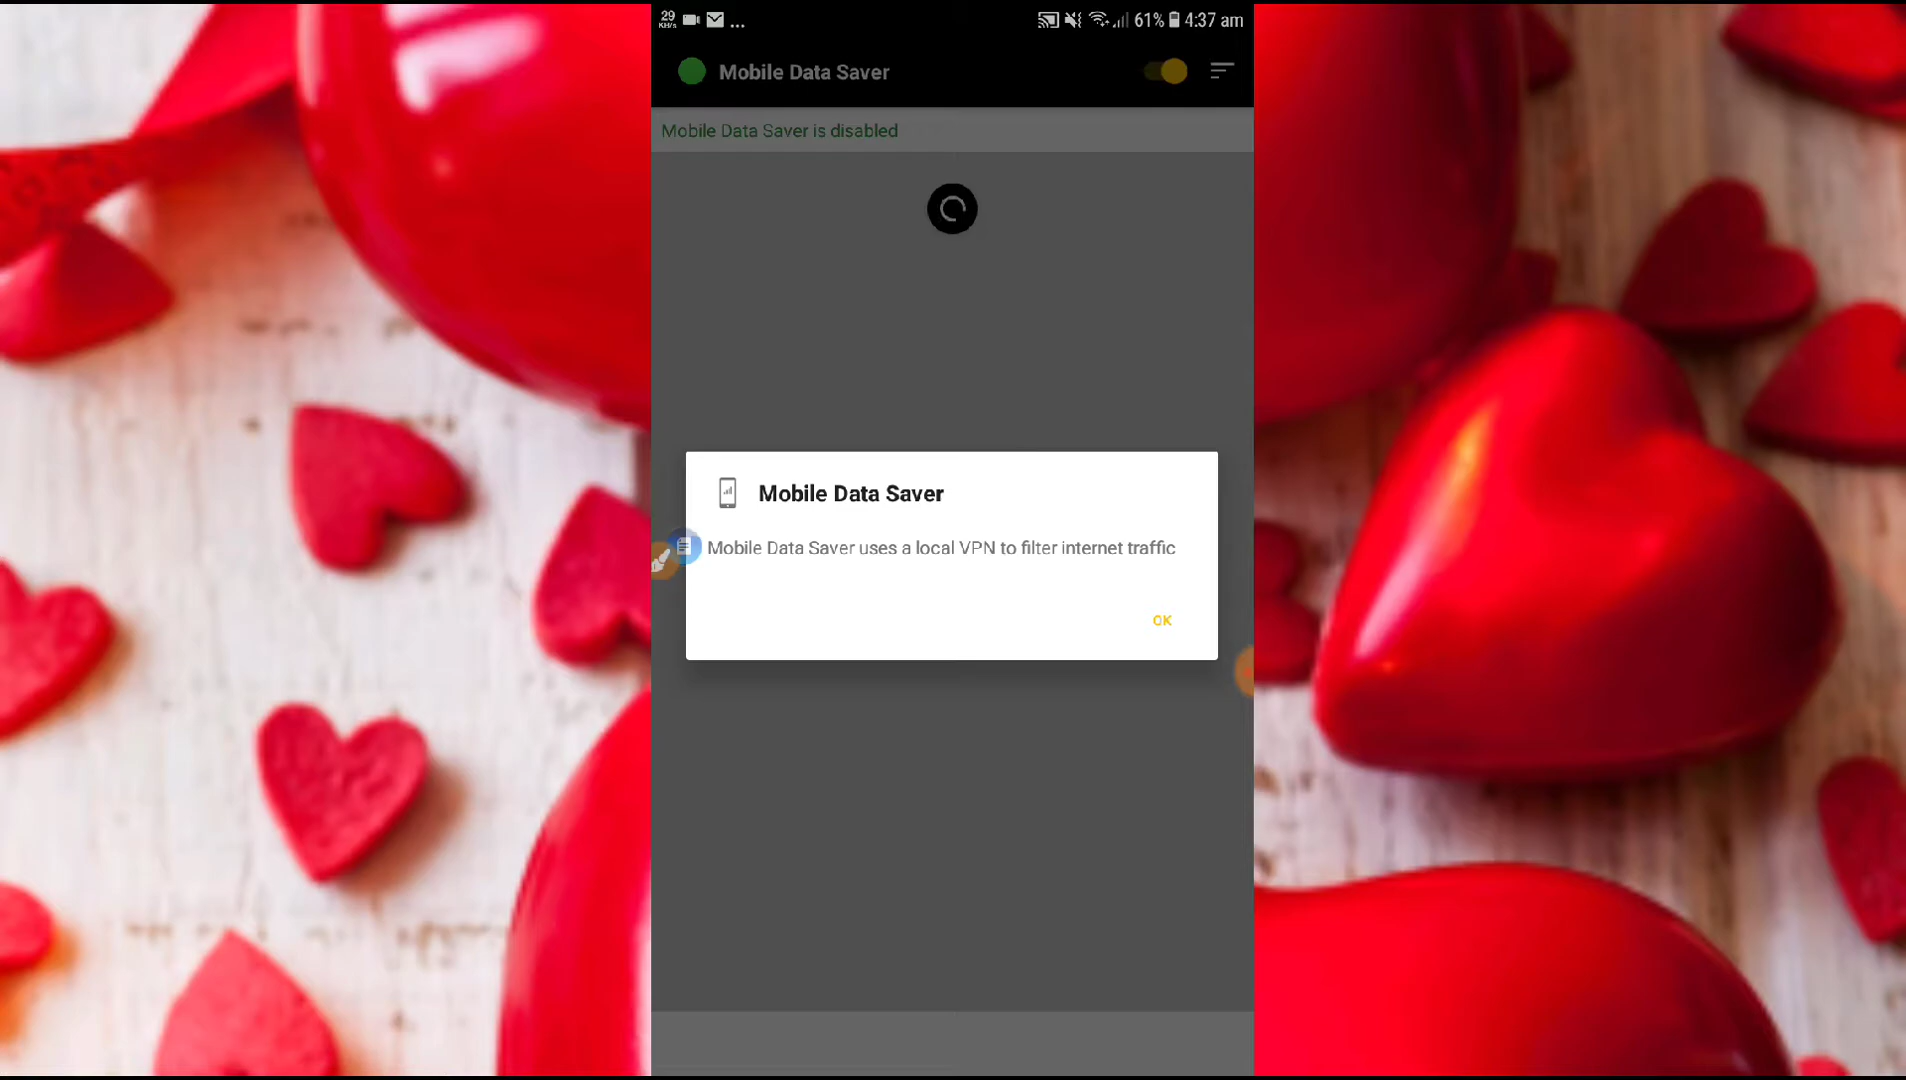 29
KB/s
... 61% 4:37 am
Mobile Data Saver
Mobile Data Saver is disabled
Mobile Data Saver
Mobile Data Saver uses a local VPN to filter internet traffic
OK